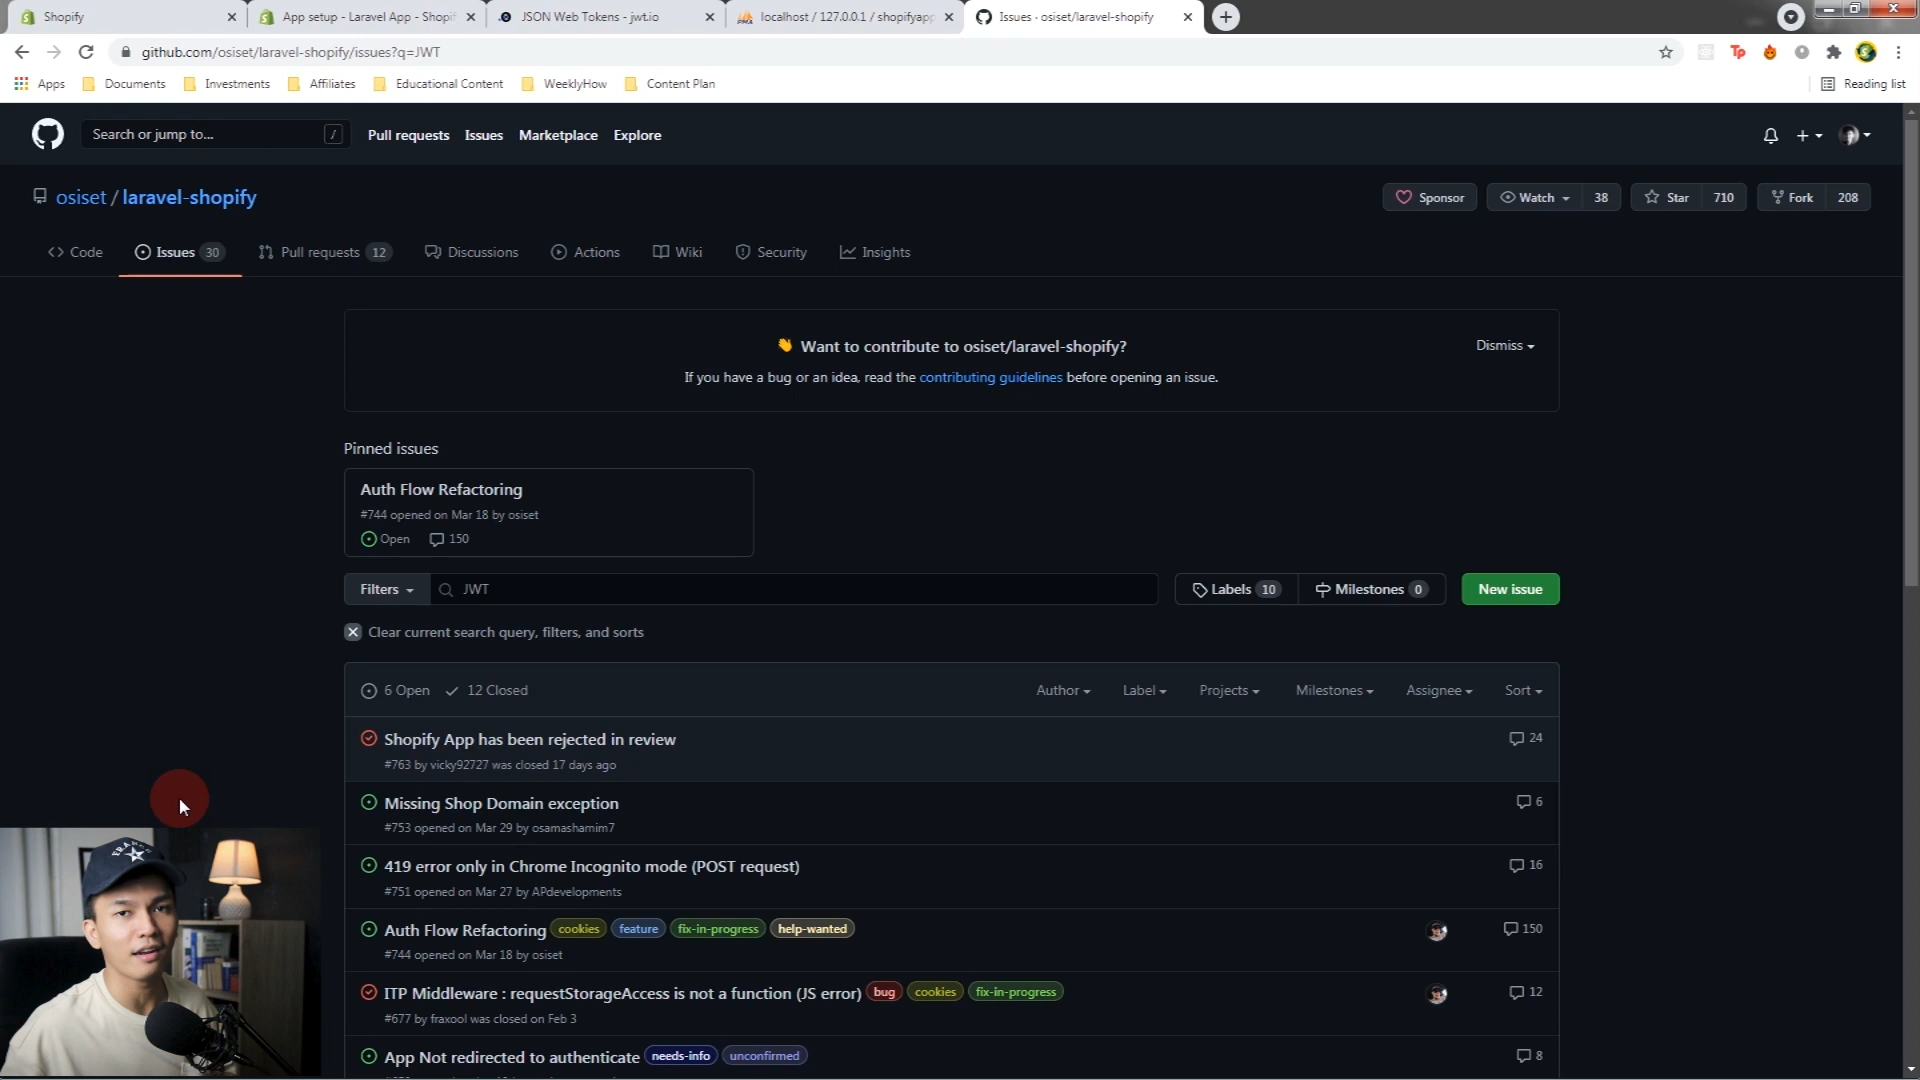 Shopify
App setup - Laravel App - Shopif
JSON Web Tokens - jwt.io
localhost / 127.0.0.1 / shopifyapp
Issues · osiset/laravel-shopify
github.com/osiset/laravel-shopify/issues?q=JWT
Tp
Apps
Documents
Investments
Affiliates
Educational Content
WeeklyHow
Content Plan
Reading list
Search or jump to...
/
Pull requests
Issues
Marketplace
Explore
osiset / laravel-shopify
Sponsor
Watch 38
Star 710
Fork 208
Code
Issues 30
Pull requests 12
Discussions
Actions
Wiki
Security
Insights
👋 Want to contribute to osiset/laravel-shopify?
Dismiss
If you have a bug or an idea, read the contributing guidelines before opening an issue.
Pinned issues
Auth Flow Refactoring
#744 opened on Mar 18 by osiset
Open 150
Filters
JWT
Labels 10
Milestones 0
New issue
Clear current search query, filters, and sorts
6 Open
12 Closed
Author
Label
Projects
Milestones
Assignee
Sort
Shopify App has been rejected in review
24
#763 by vicky92727 was closed 17 days ago
Missing Shop Domain exception
6
#753 opened on Mar 29 by osamashamim7
419 error only in Chrome Incognito mode (POST request)
16
#751 opened on Mar 27 by APdevelopments
Auth Flow Refactoring cookies feature fix-in-progress help-wanted
150
#744 opened on Mar 18 by osiset
ITP Middleware : requestStorageAccess is not a function (JS error) bug cookies fix-in-progress
12
#677 by fraxool was closed on Feb 3
App Not redirected to authenticate needs-info unconfirmed
8